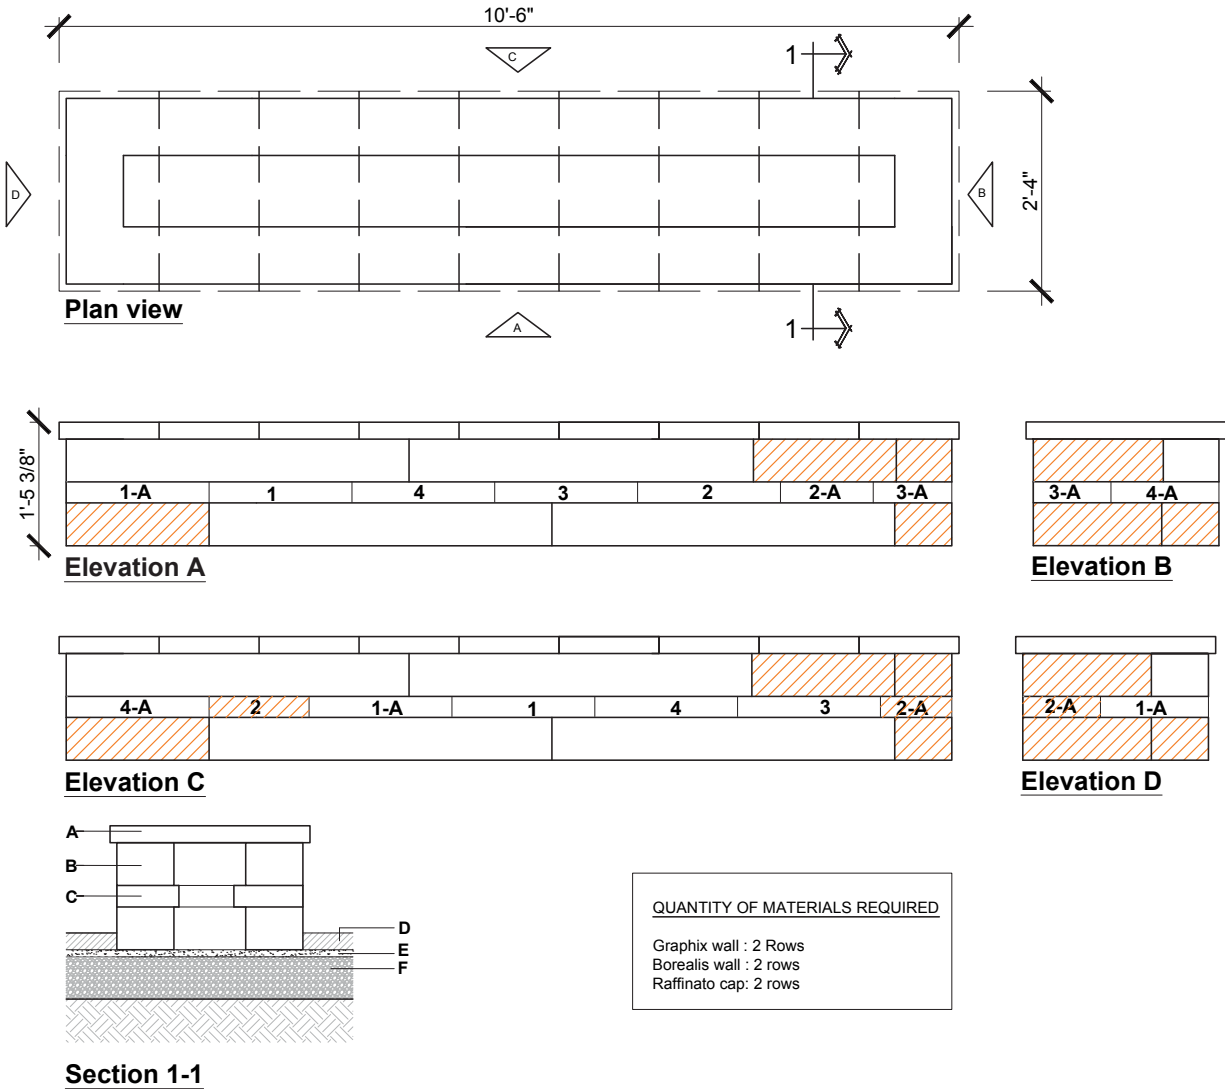 10'-6"
C
1
D
B
2'-4"
Plan view
A
1
1'-5 3/8"
1-A 1 4 3 2 2-A 3-A
3-A 4-A
Elevation A
Elevation B
4-A 2 1-A 1 4 3 2-A
2-A 1-A
Elevation C
Elevation D
A
B
C
D
E
F
Section 1-1
QUANTITY OF MATERIALS REQUIRED
Graphix wall : 2 Rows
Borealis wall : 2 rows
Raffinato cap: 2 rows